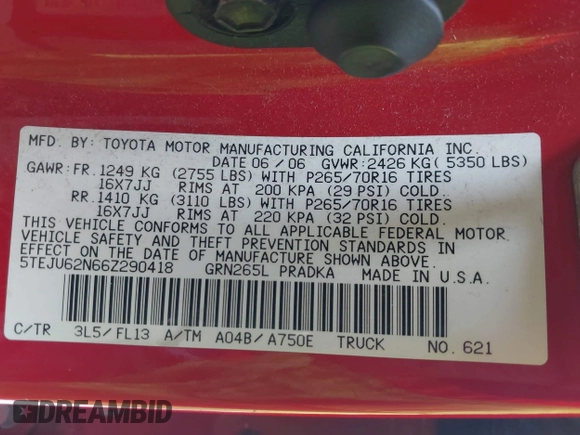 MFD. BY: TOYOTA MOTOR MANUFACTURING CALIFORNIA INC.
DATE 06/06 GVWR: 2426 KG( 5350 LBS)
GAWR: FR. 1249 KG (2755 LBS) WITH P265/70R16 TIRES
16X7JJ RIMS AT 200 KPA (29 PSI) COLD.
RR. 1410 KG (3110 LBS) WITH P265/70R16 TIRES
16X7JJ RIMS AT 220 KPA (32 PSI) COLD.
THIS VEHICLE CONFORMS TO ALL APPLICABLE FEDERAL MOTOR
VEHICLE SAFETY AND THEFT PREVENTION STANDARDS IN
EFFECT ON THE DATE OF MANUFACTURE SHOWN ABOVE.
5TEJU62N66Z290418 GRN265L PRADKA MADE IN U.S.A.
C/TR 3L5/FL13 A/TM A04B/A750E TRUCK NO. 621
DREAMBID